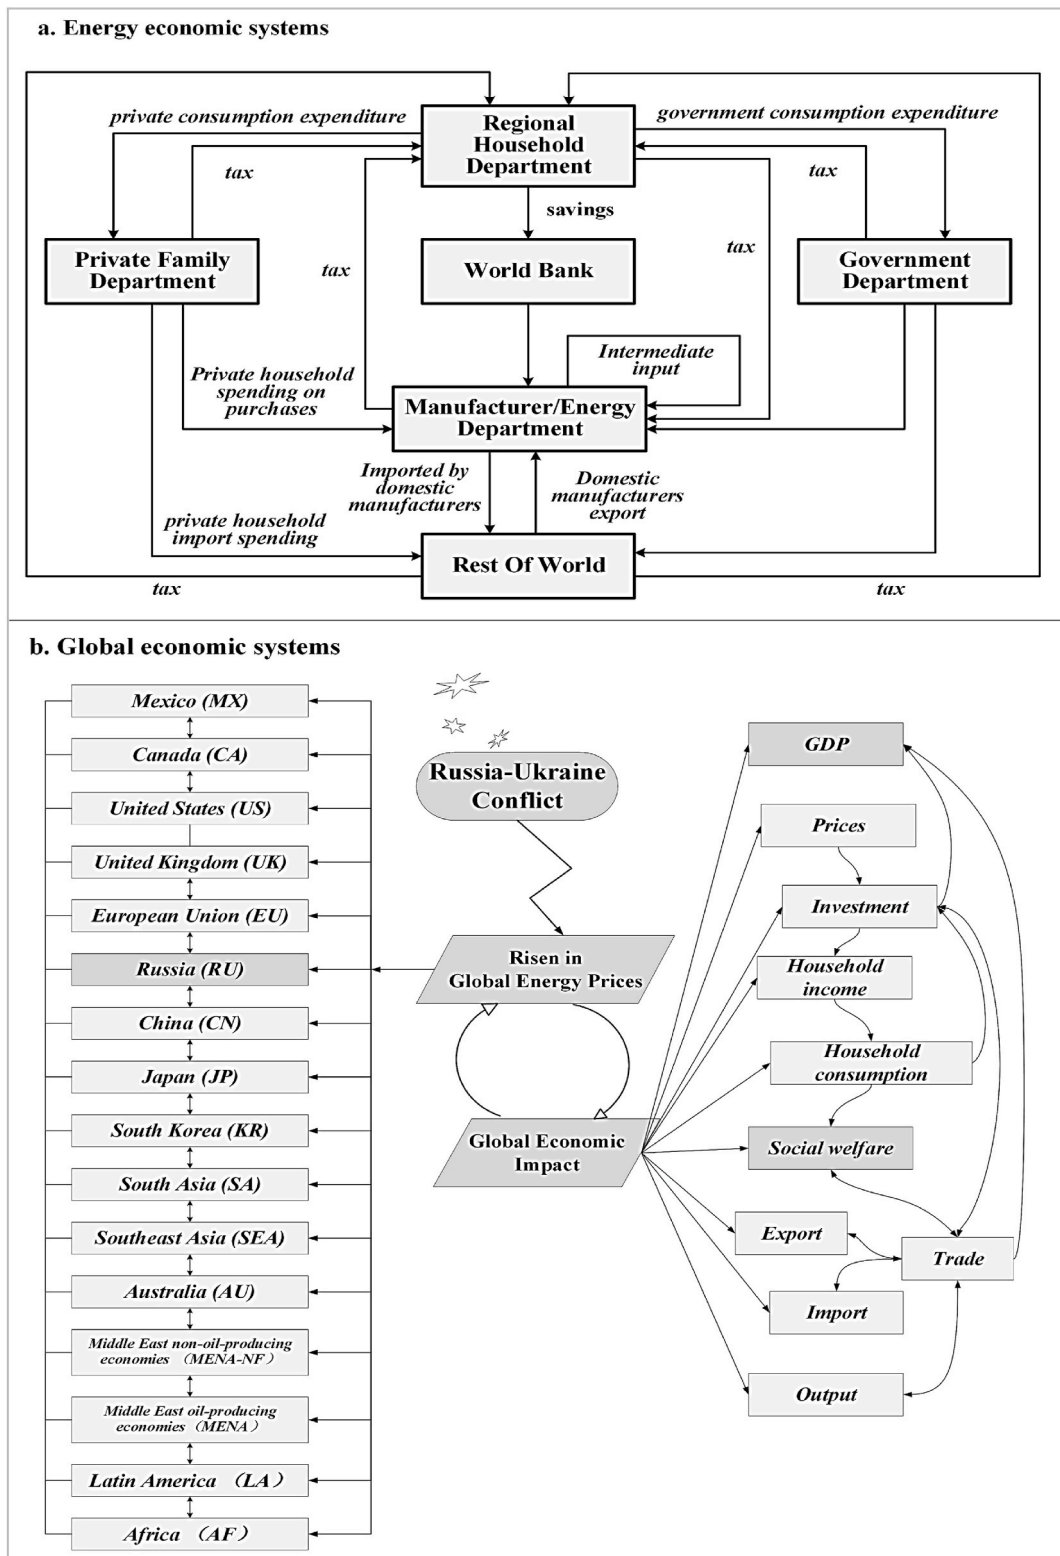 a. Energy economic systems
private consumption expenditure
government consumption expenditure
Regional
Household
Department
tax
tax
savings
tax
tax
Private Family
Department
World Bank
Government
Department
Intermediate
input
Private household
spending on
purchases
Manufacturer/Energy
Department
Imported by
domestic
manufacturers
Domestic
manufacturers
export
private household
import spending
Rest Of World
tax
tax
b. Global economic systems
Mexico (MX)
Canada (CA)
United States (US)
United Kingdom (UK)
European Union (EU)
Russia (RU)
China (CN)
Japan (JP)
South Korea (KR)
South Asia (SA)
Southeast Asia (SEA)
Australia (AU)
Middle East non-oil-producing
economies （MENA-NF）
Middle East oil-producing
economies （MENA）
Latin America （LA）
Africa （AF）
Russia-Ukraine
Conflict
Risen in
Global Energy Prices
Global Economic
Impact
GDP
Prices
Investment
Household
income
Household
consumption
Social welfare
Export
Trade
Import
Output